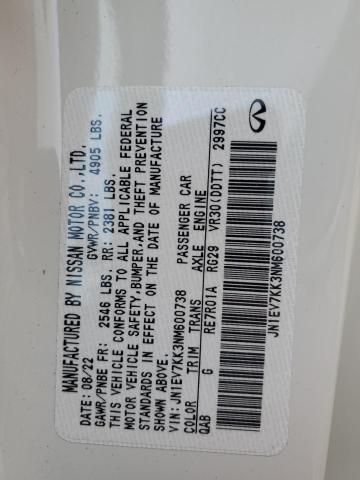 MANUFACTURED BY NISSAN MOTOR CO.,LTD.
DATE: 08/22 GVWR/PNBV: 4905 LBS.
GAWR/PNBE FR: 2546 LBS. RR: 2381 LBS.
THIS VEHICLE CONFORMS TO ALL APPLICABLE FEDERAL
MOTOR VEHICLE SAFETY,BUMPER,AND THEFT PREVENTION
STANDARDS IN EFFECT ON THE DATE OF MANUFACTURE
SHOWN ABOVE.
VIN: JN1EV7KK3NM600738 PASSENGER CAR
COLOR TRIM TRANS AXLE ENGINE
QAB G RE7R01A RG29 VR30(DDTT) 2997CC
JN1EV7KK3NM600738